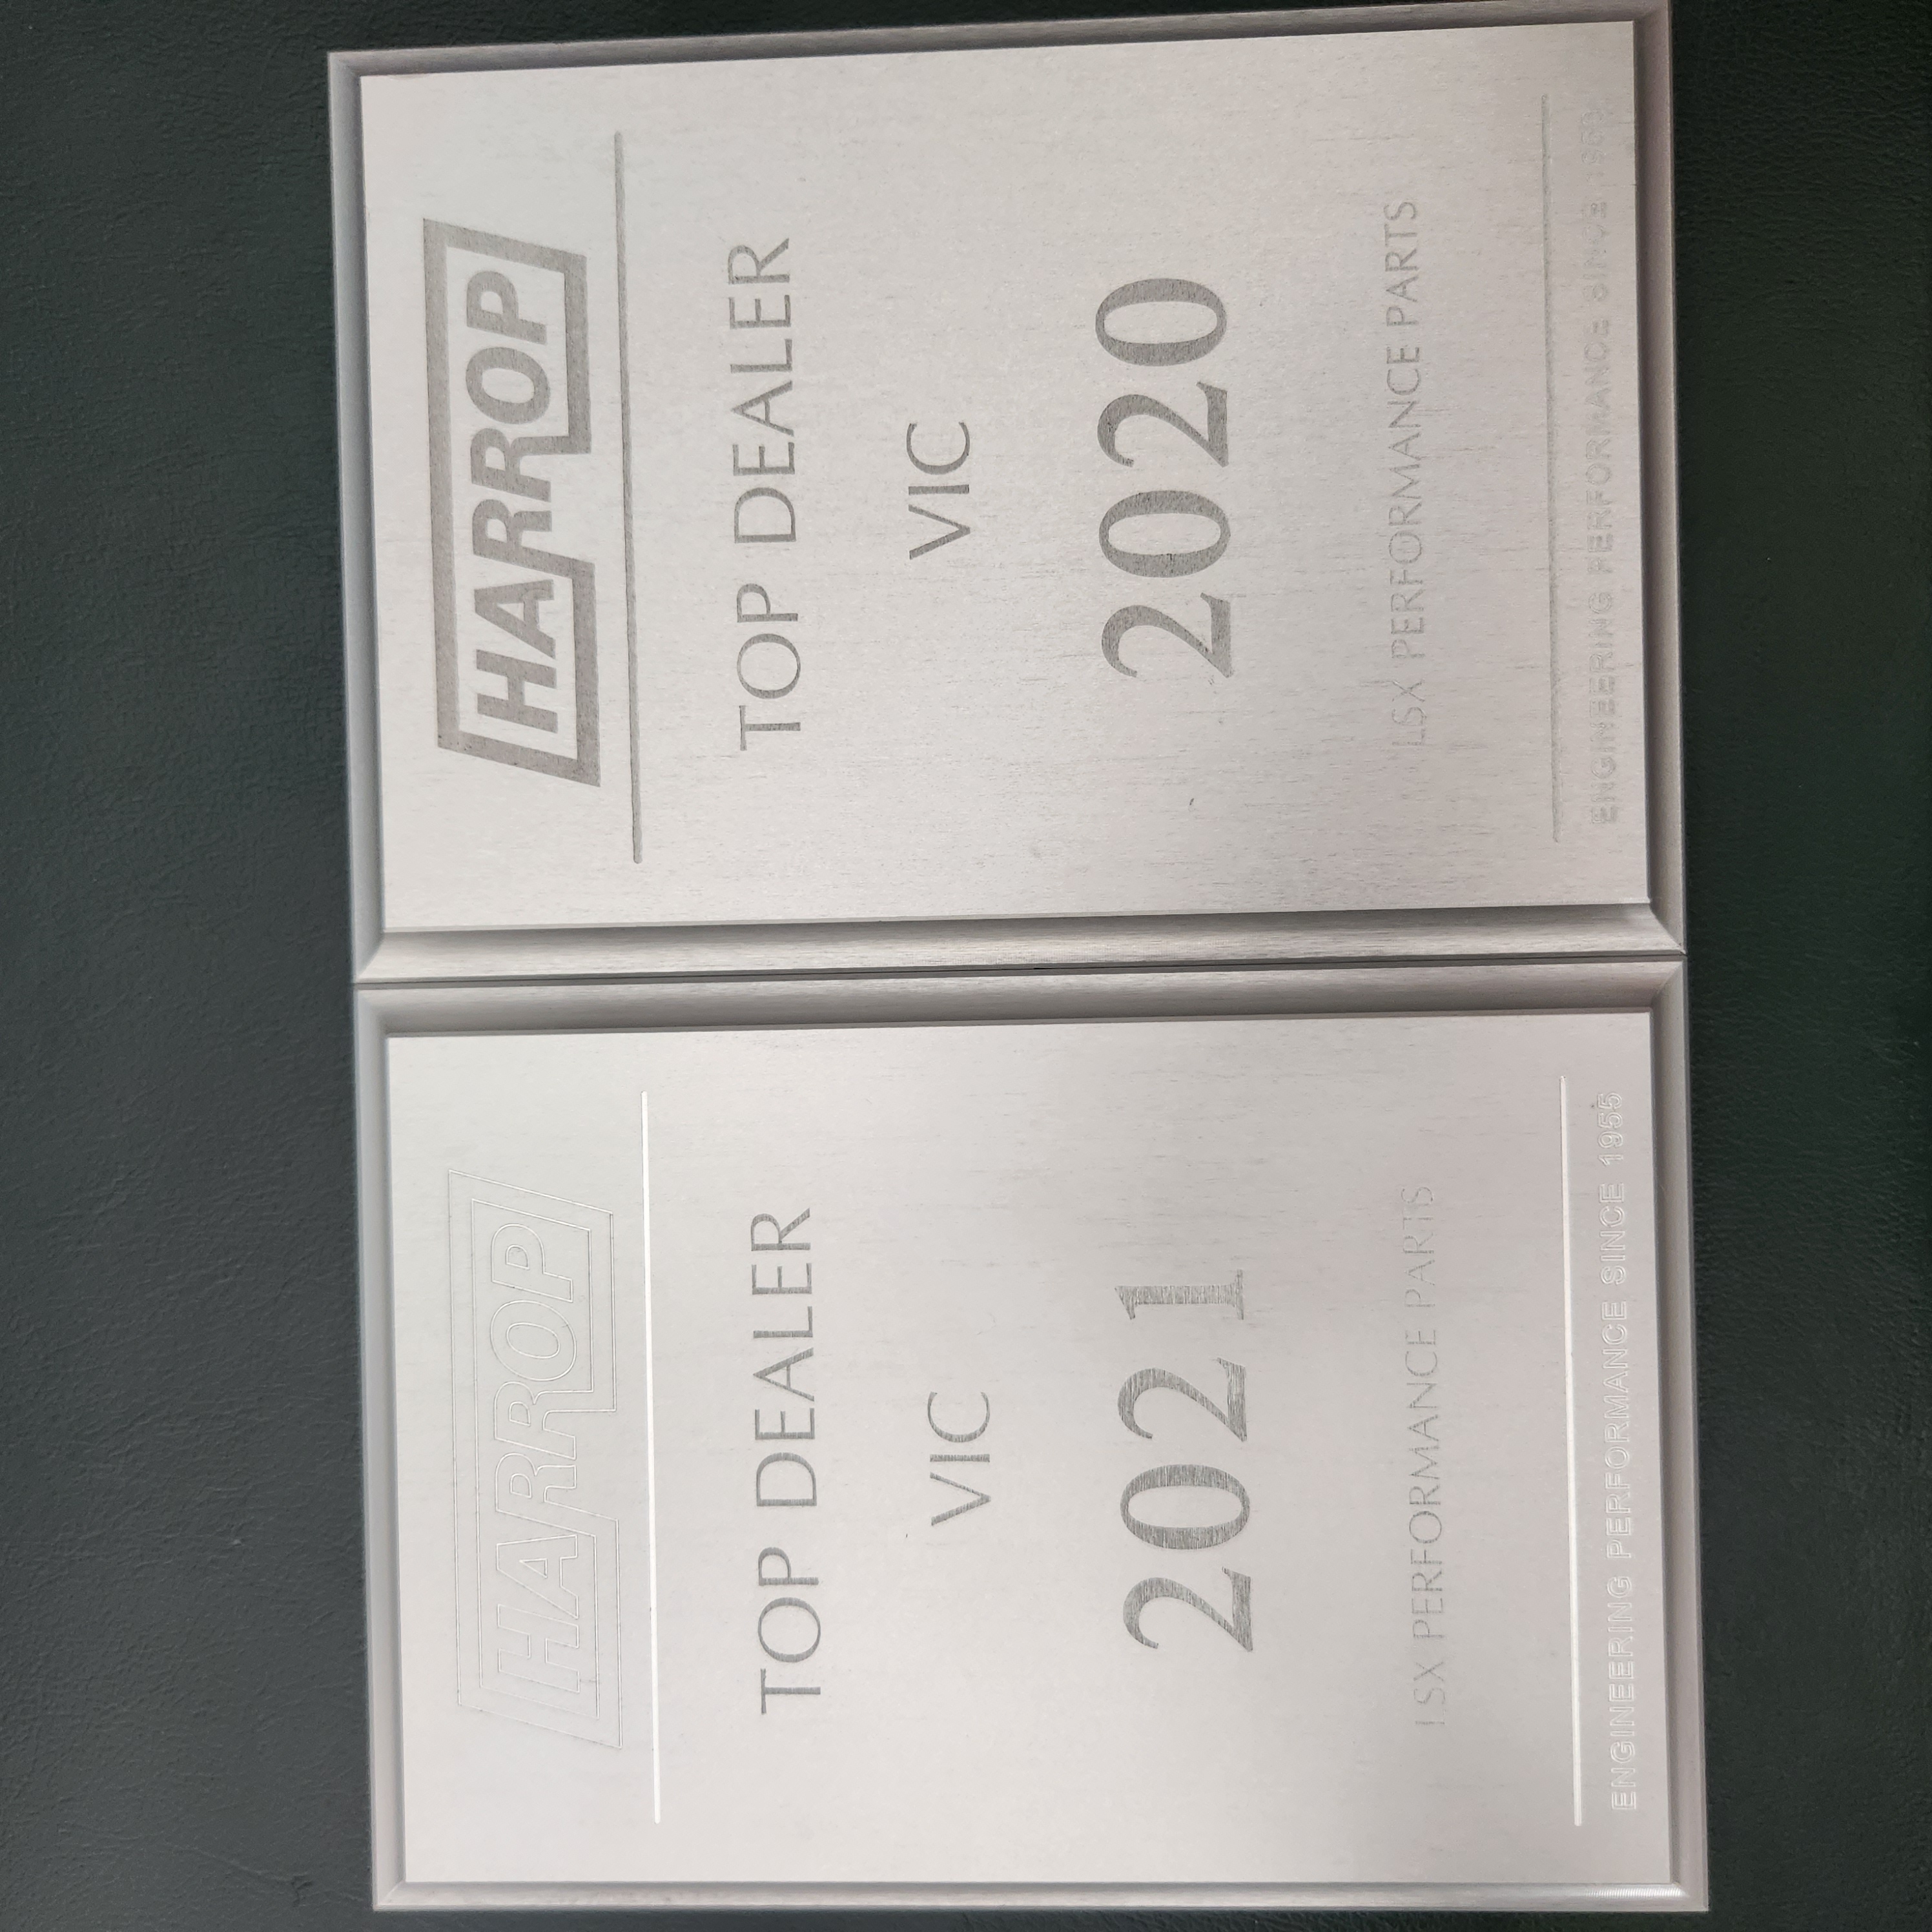 HARROP
TOP DEALER
VIC
2021
LSX PERFORMANCE PARTS
ENGINEERING PERFORMANCE SINCE 1955
HARROP
TOP DEALER
VIC
2020
LSX PERFORMANCE PARTS
ENGINEERING PERFORMANCE SINCE